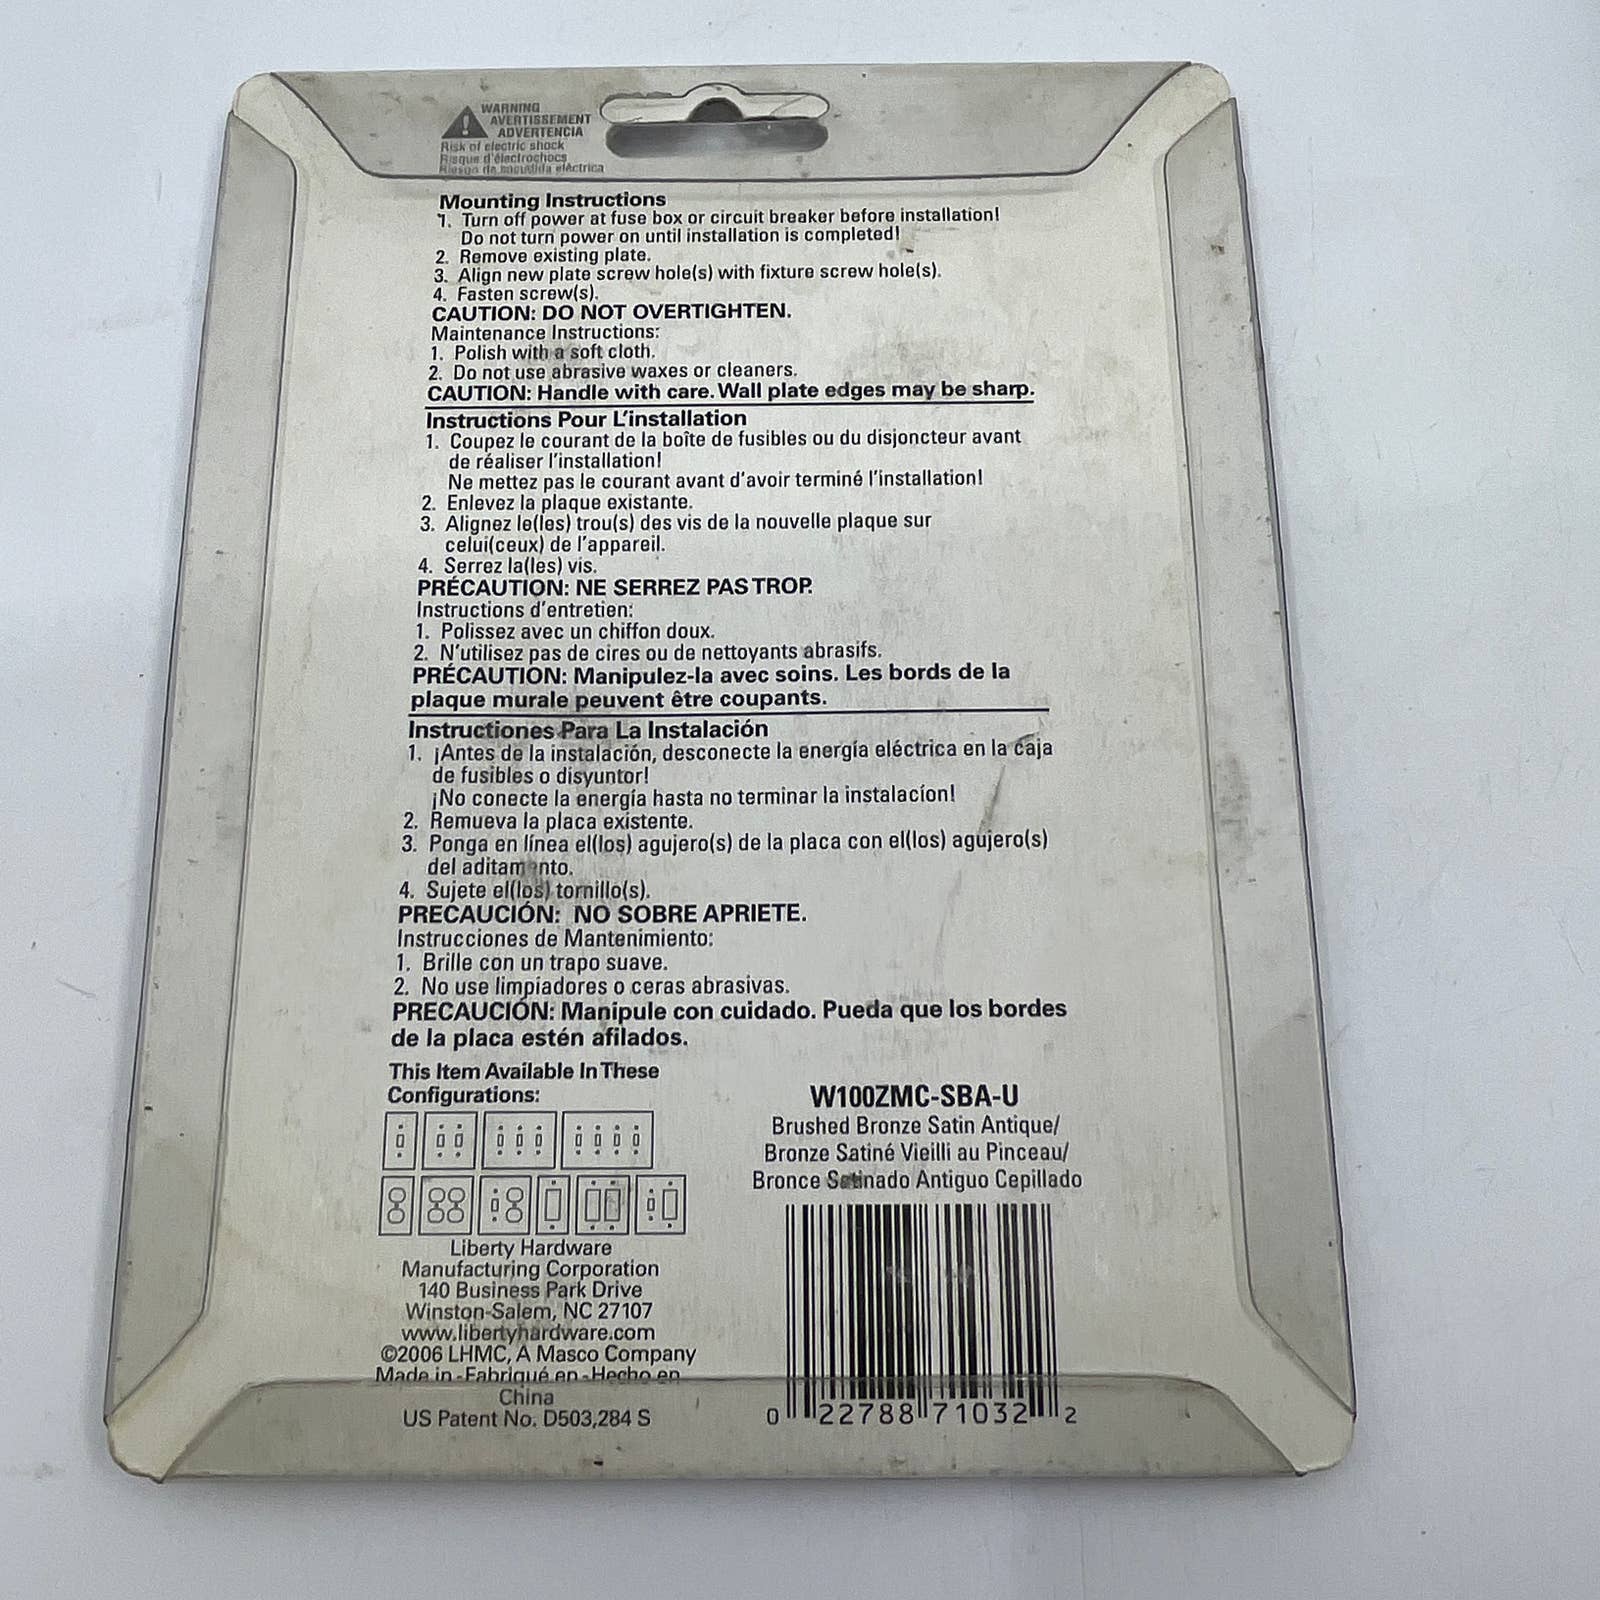 WARNING
AVERTISSEMENT
ADVERTENCIA
Risk of electric shock
Risque d'électrochocs
Riesgo de sacudida eléctrica
Mounting Instructions
1. Turn off power at fuse box or circuit breaker before installation!
Do not turn power on until installation is completed!
2. Remove existing plate.
3. Align new plate screw hole(s) with fixture screw hole(s).
4. Fasten screw(s).
CAUTION: DO NOT OVERTIGHTEN.
Maintenance Instructions:
1. Polish with a soft cloth.
2. Do not use abrasive waxes or cleaners.
CAUTION: Handle with care. Wall plate edges may be sharp.
Instructions Pour L'installation
1. Coupez le courant de la boîte de fusibles ou du disjoncteur avant
de réaliser l'installation!
Ne mettez pas le courant avant d'avoir terminé l'installation!
2. Enlevez la plaque existante.
3. Alignez le(les) trou(s) des vis de la nouvelle plaque sur
celui(ceux) de l'appareil.
4. Serrez la(les) vis.
PRÉCAUTION: NE SERREZ PAS TROP.
Instructions d'entretien:
1. Polissez avec un chiffon doux.
2. N'utilisez pas de cires ou de nettoyants abrasifs.
PRÉCAUTION: Manipulez-la avec soins. Les bords de la
plaque murale peuvent être coupants.
Instructiones Para La Instalación
1. ¡Antes de la instalación, desconecte la energía eléctrica en la caja
de fusibles o disyuntor!
¡No conecte la energía hasta no terminar la instalacíon!
2. Remueva la placa existente.
3. Ponga en línea el(los) agujero(s) de la placa con el(los) agujero(s)
del aditamento.
4. Sujete el(los) tornillo(s).
PRECAUCIÓN: NO SOBRE APRIETE.
Instrucciones de Mantenimiento:
1. Brille con un trapo suave.
2. No use limpiadores o ceras abrasivas.
PRECAUCIÓN: Manipule con cuidado. Pueda que los bordes
de la placa estén afilados.
This Item Available In These
Configurations:
Liberty Hardware
Manufacturing Corporation
140 Business Park Drive
Winston-Salem, NC 27107
www.libertyhardware.com
©2006 LHMC, A Masco Company
Made in - Fabriqué en - Hecho en
China
US Patent No. D503,284 S
W100ZMC-SBA-U
Brushed Bronze Satin Antique/
Bronze Satiné Vieilli au Pinceau/
Bronce Satinado Antiguo Cepillado
0 22788 71032 2